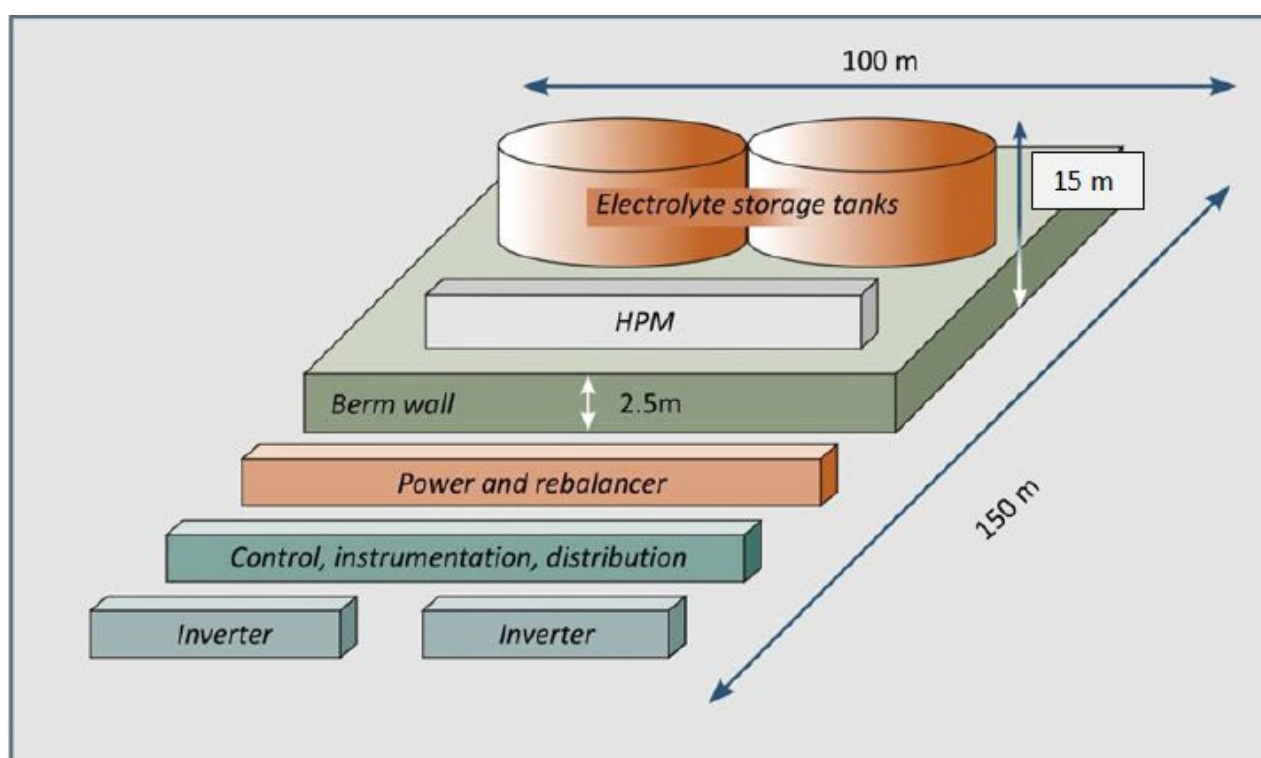 100 m
15 m
Electrolyte storage tanks
HPM
Berm wall
2.5m
150 m
Power and rebalancer
Control, instrumentation, distribution
Inverter
Inverter